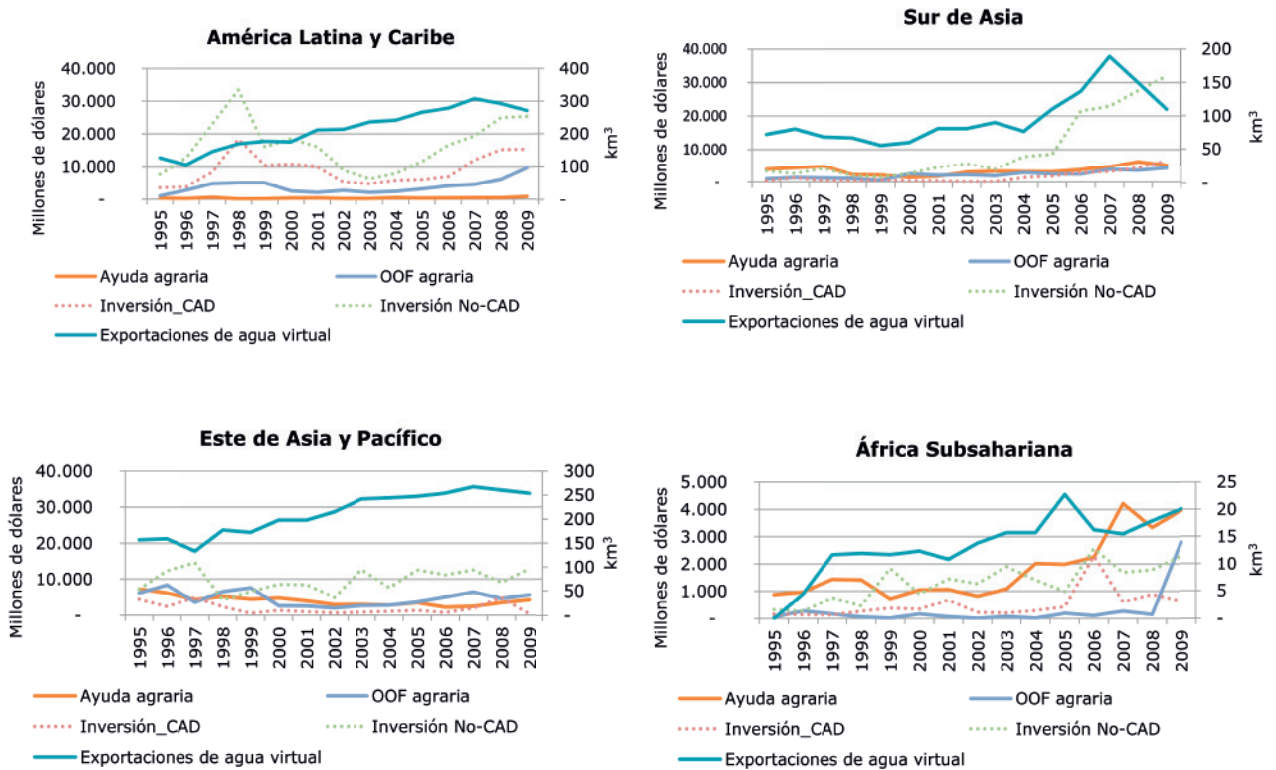 América Latina y Caribe
Millones de dólares
40.000
30.000
20.000
10.000
-
400
300
200
100
-
km³
1995 1996 1997 1998 1999 2000 2001 2002 2003 2004 2005 2006 2007 2008 2009
Ayuda agraria OOF agraria
Inversión_CAD Inversión No-CAD
Exportaciones de agua virtual
Sur de Asia
Millones de dólares
40.000
30.000
20.000
10.000
-
200
150
100
50
-
km³
1995 1996 1997 1998 1999 2000 2001 2002 2003 2004 2005 2006 2007 2008 2009
Ayuda agraria OOF agraria
Inversión_CAD Inversión No-CAD
Exportaciones de agua virtual
Este de Asia y Pacífico
Millones de dólares
40.000
30.000
20.000
10.000
-
300
250
200
150
100
50
-
km³
1995 1996 1997 1998 1999 2000 2001 2002 2003 2004 2005 2006 2007 2008 2009
Ayuda agraria OOF agraria
Inversión_CAD Inversión No-CAD
Exportaciones de agua virtual
África Subsahariana
Millones de dólares
5.000
4.000
3.000
2.000
1.000
-
25
20
15
10
5
-
km³
1995 1996 1997 1998 1999 2000 2001 2002 2003 2004 2005 2006 2007 2008 2009
Ayuda agraria OOF agraria
Inversión_CAD Inversión No-CAD
Exportaciones de agua virtual